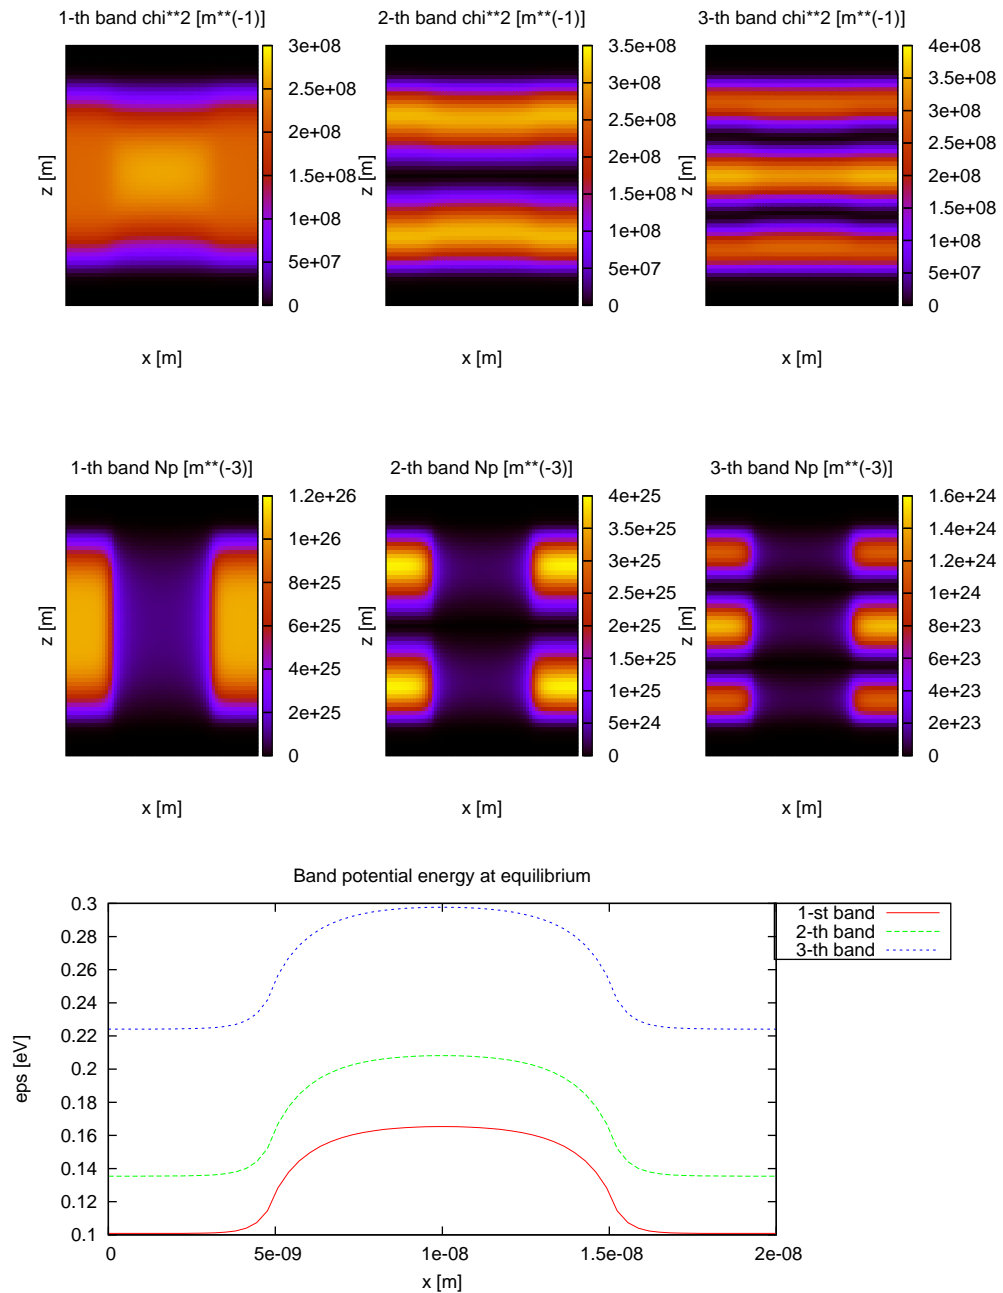 1-th band chi**2 [m**(-1)]
z [m]
x [m]
3e+08
2.5e+08
2e+08
1.5e+08
1e+08
5e+07
0
2-th band chi**2 [m**(-1)]
z [m]
x [m]
3.5e+08
3e+08
2.5e+08
2e+08
1.5e+08
1e+08
5e+07
0
3-th band chi**2 [m**(-1)]
z [m]
x [m]
4e+08
3.5e+08
3e+08
2.5e+08
2e+08
1.5e+08
1e+08
5e+07
0
1-th band Np [m**(-3)]
z [m]
x [m]
1.2e+26
1e+26
8e+25
6e+25
4e+25
2e+25
0
2-th band Np [m**(-3)]
z [m]
x [m]
4e+25
3.5e+25
3e+25
2.5e+25
2e+25
1.5e+25
1e+25
5e+24
0
3-th band Np [m**(-3)]
z [m]
x [m]
1.6e+24
1.4e+24
1.2e+24
1e+24
8e+23
6e+23
4e+23
2e+23
0
Band potential energy at equilibrium
eps [eV]
0.3
0.28
0.26
0.24
0.22
0.2
0.18
0.16
0.14
0.12
0.1
0
5e-09
1e-08
1.5e-08
2e-08
x [m]
1-st band
2-th band
3-th band